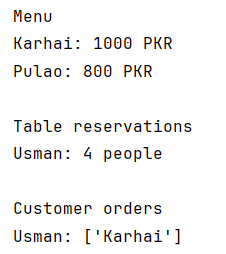 Menu
Karhai: 1000 PKR
Pulao: 800 PKR
Table reservations
Usman: 4 people
Customer orders
Usman: ['Karhai']